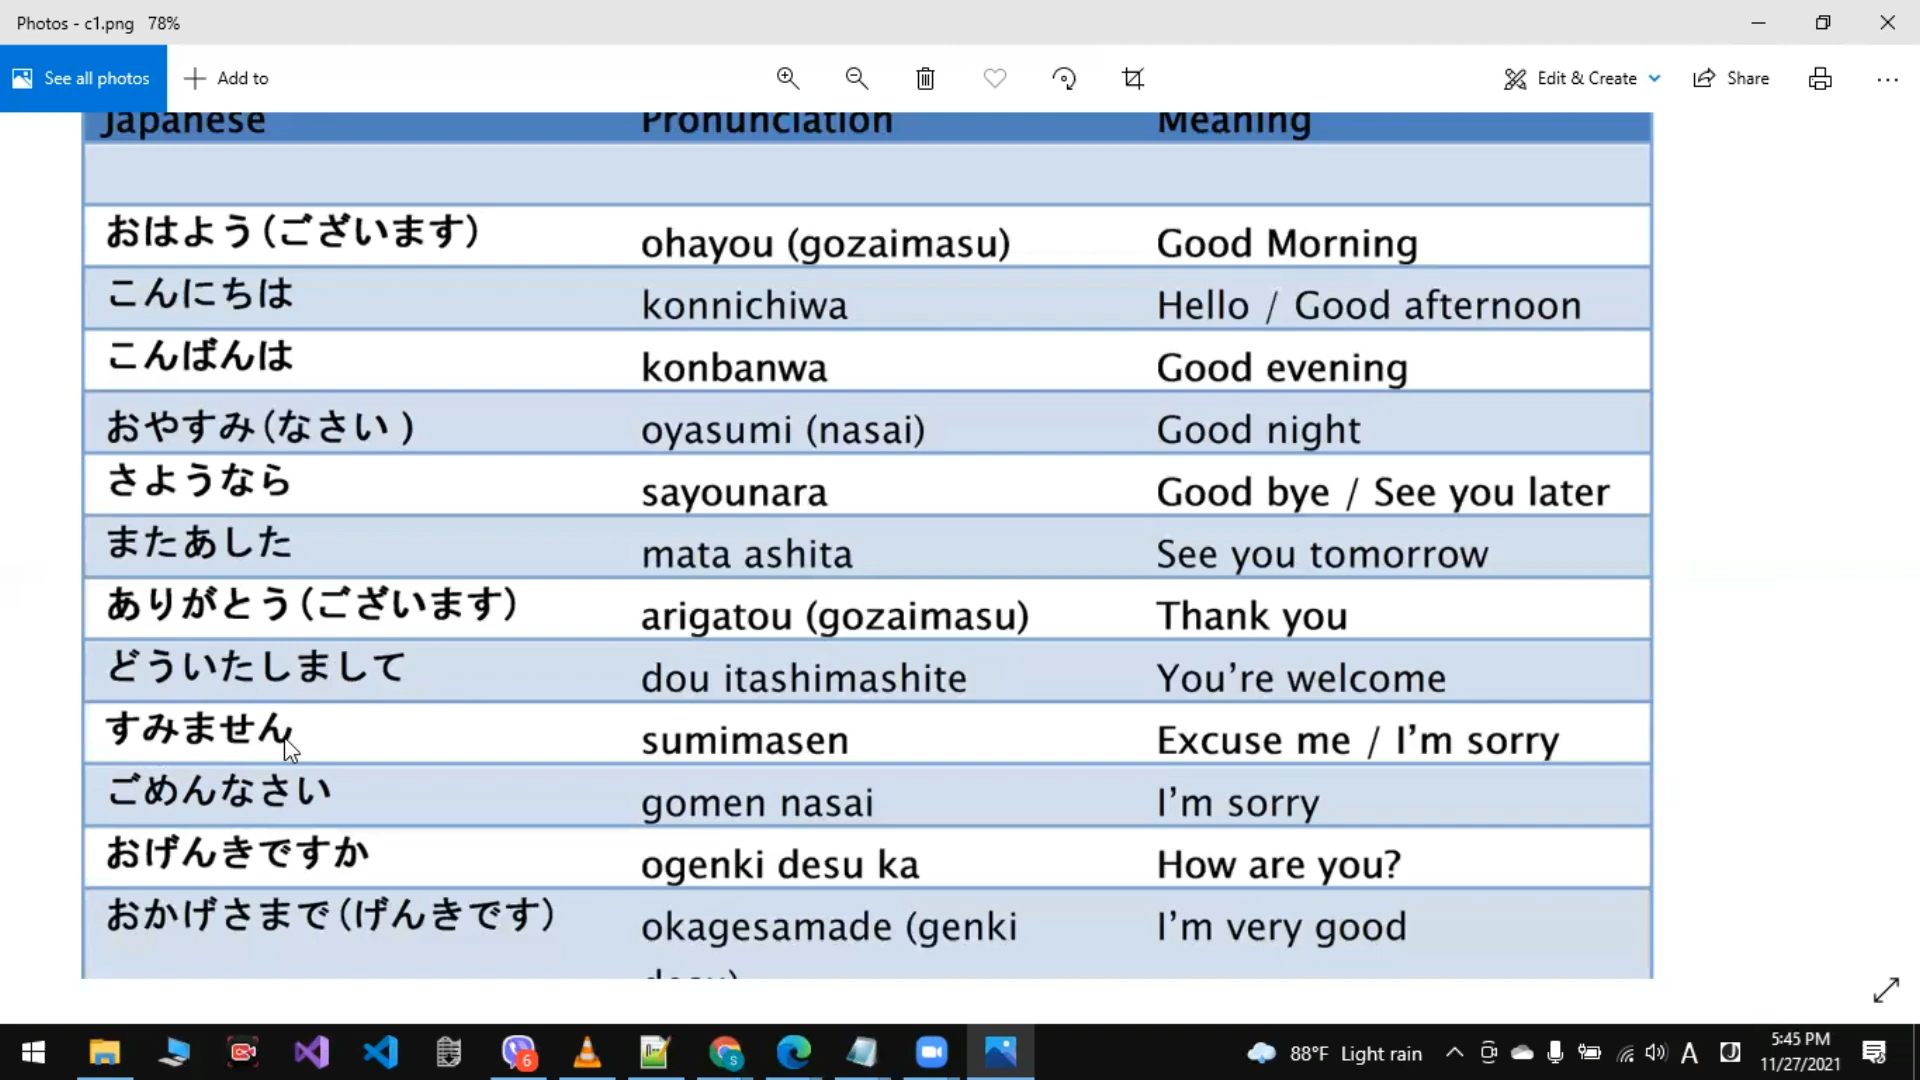 Photos - c1.png 78%
See all photos
Add to
Edit & Create
Share
Japanese Pronunciation Meaning
おはよう(ございます) ohayou (gozaimasu) Good Morning
こんにちは konnichiwa Hello / Good afternoon
こんばんは konbanwa Good evening
おやすみ(なさい ) oyasumi (nasai) Good night
さようなら sayounara Good bye / See you later
またあした mata ashita See you tomorrow
ありがとう(ございます) arigatou (gozaimasu) Thank you
どういたしまして dou itashimashite You’re welcome
すみません sumimasen Excuse me / I’m sorry
ごめんなさい gomen nasai I’m sorry
おげんきですか ogenki desu ka How are you?
おかげさまで(げんきです) okagesamade (genki I’m very good
6
S
88°F Light rain
A
J
5:45 PM
11/27/2021